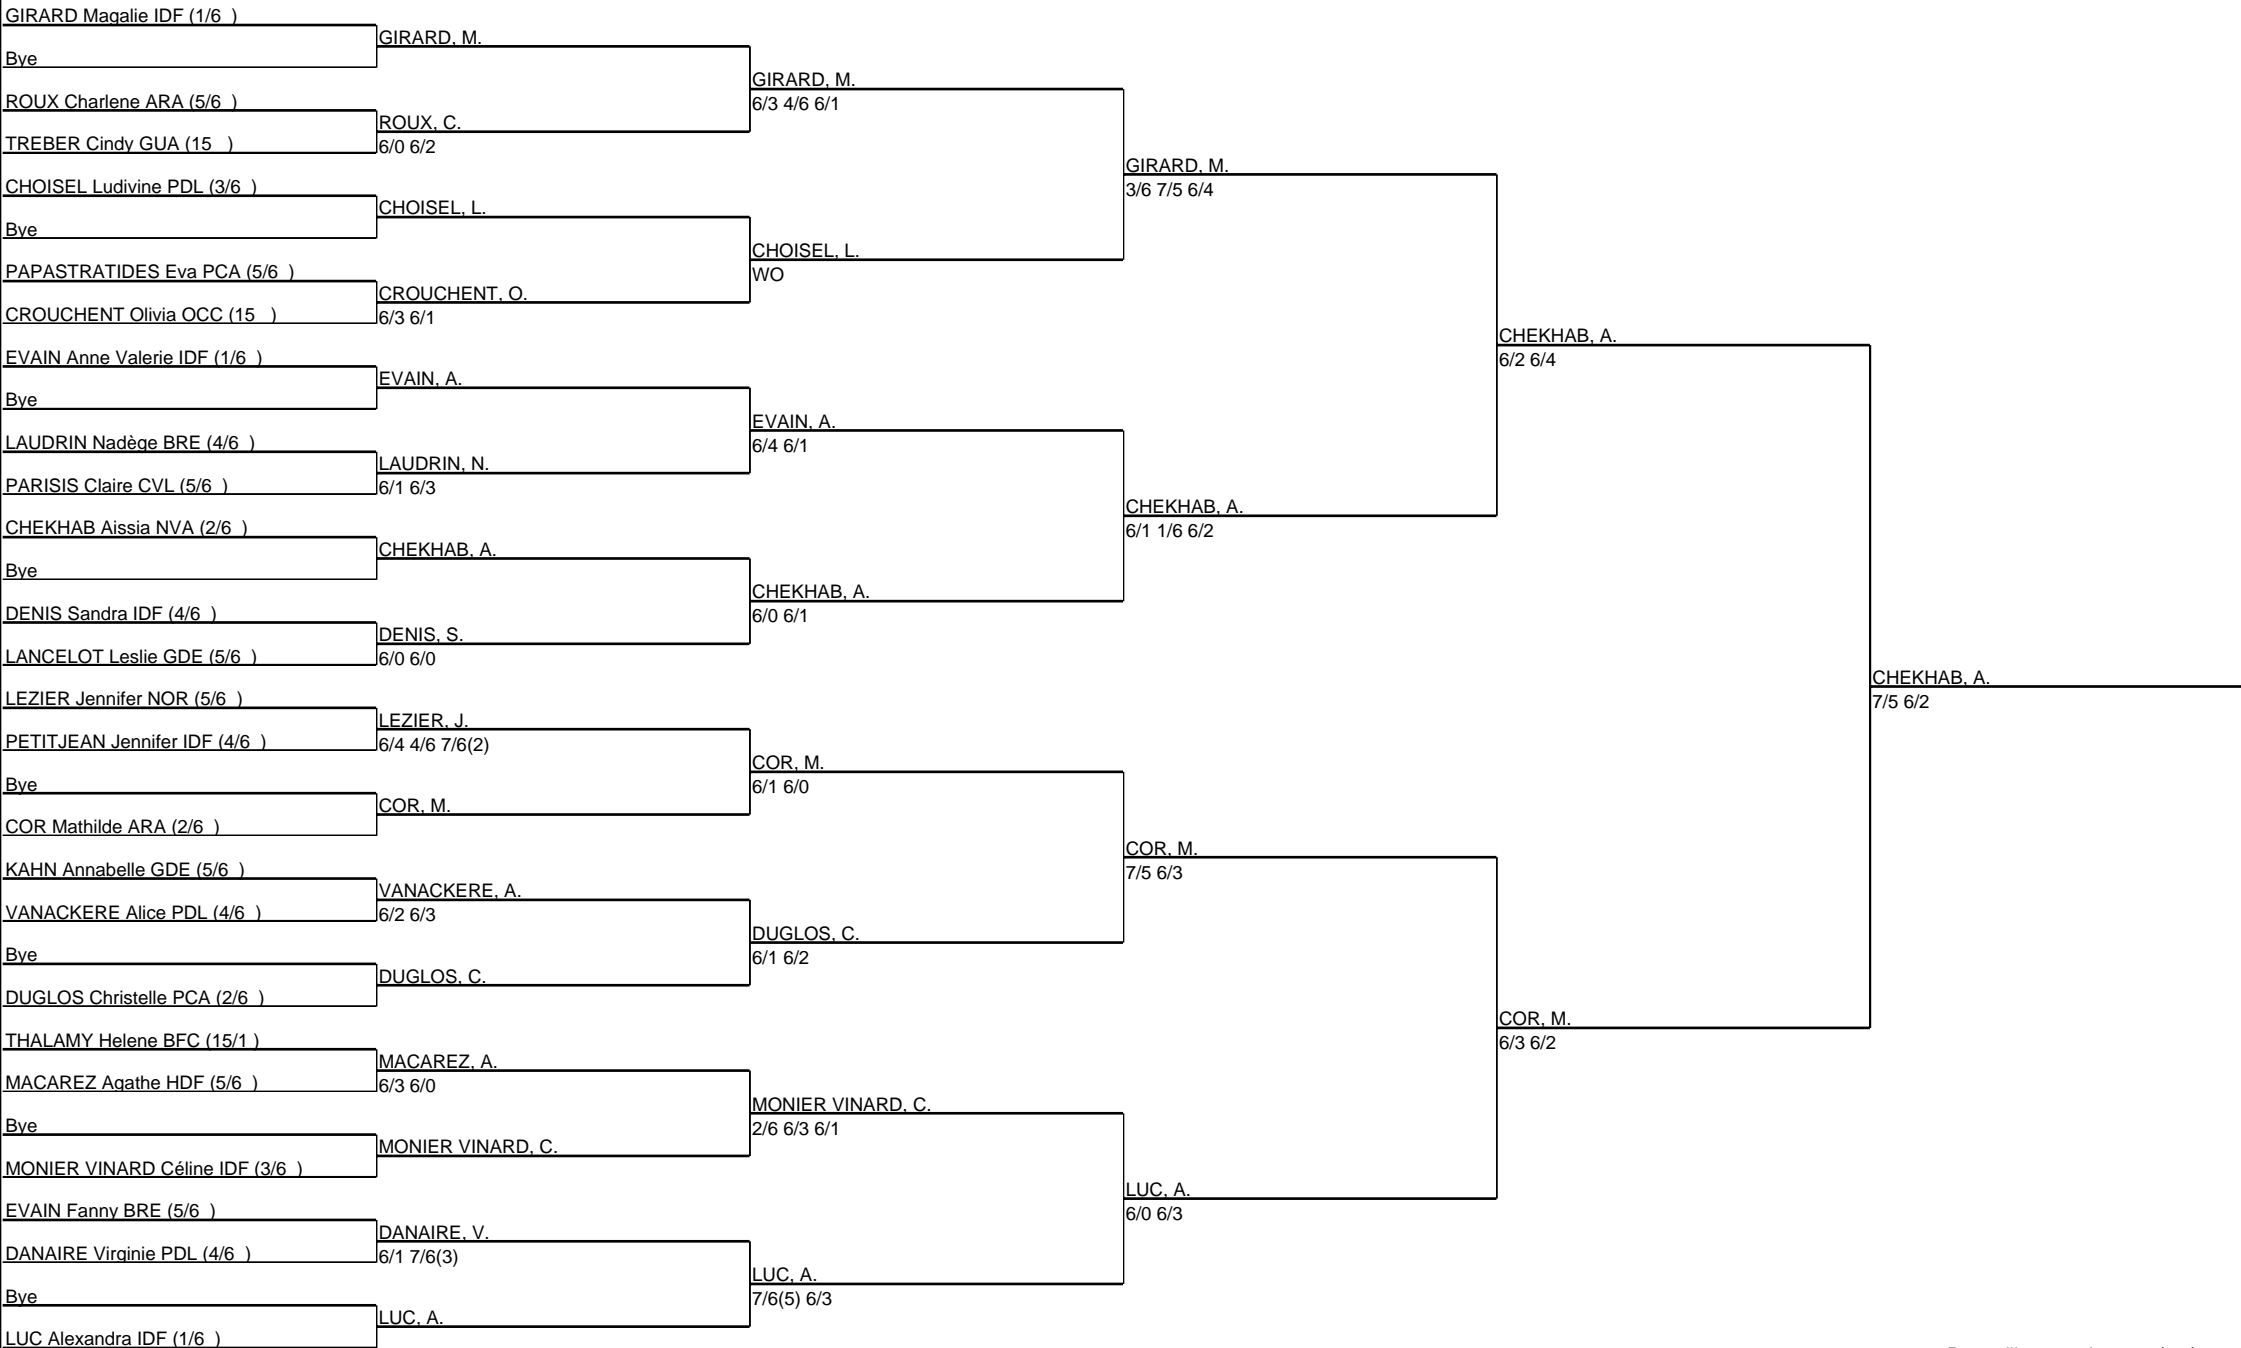 GIRARD Magalie IDF (1/6 )
Bye
ROUX Charlene ARA (5/6 )
TREBER Cindy GUA (15 )
CHOISEL Ludivine PDL (3/6 )
Bye
PAPASTRATIDES Eva PCA (5/6 )
CROUCHENT Olivia OCC (15 )
EVAIN Anne Valerie IDF (1/6 )
Bye
LAUDRIN Nadège BRE (4/6 )
PARISIS Claire CVL (5/6 )
CHEKHAB Aissia NVA (2/6 )
Bye
DENIS Sandra IDF (4/6 )
LANCELOT Leslie GDE (5/6 )
LEZIER Jennifer NOR (5/6 )
PETITJEAN Jennifer IDF (4/6 )
Bye
COR Mathilde ARA (2/6 )
KAHN Annabelle GDE (5/6 )
VANACKERE Alice PDL (4/6 )
Bye
DUGLOS Christelle PCA (2/6 )
THALAMY Helene BFC (15/1 )
MACAREZ Agathe HDF (5/6 )
Bye
MONIER VINARD Céline IDF (3/6 )
EVAIN Fanny BRE (5/6 )
DANAIRE Virginie PDL (4/6 )
Bye
LUC Alexandra IDF (1/6 )
GIRARD, M.
ROUX, C.
6/0 6/2
CHOISEL, L.
CROUCHENT, O.
6/3 6/1
EVAIN, A.
LAUDRIN, N.
6/1 6/3
CHEKHAB, A.
DENIS, S.
6/0 6/0
LEZIER, J.
6/4 4/6 7/6(2)
COR, M.
VANACKERE, A.
6/2 6/3
DUGLOS, C.
MACAREZ, A.
6/3 6/0
MONIER VINARD, C.
DANAIRE, V.
6/1 7/6(3)
LUC, A.
GIRARD, M.
6/3 4/6 6/1
CHOISEL, L.
WO
EVAIN, A.
6/4 6/1
CHEKHAB, A.
6/0 6/1
COR, M.
6/1 6/0
DUGLOS, C.
6/1 6/2
MONIER VINARD, C.
2/6 6/3 6/1
LUC, A.
7/6(5) 6/3
GIRARD, M.
3/6 7/5 6/4
CHEKHAB, A.
6/1 1/6 6/2
COR, M.
7/5 6/3
LUC, A.
6/0 6/3
CHEKHAB, A.
6/2 6/4
COR, M.
6/3 6/2
CHEKHAB, A.
7/5 6/2